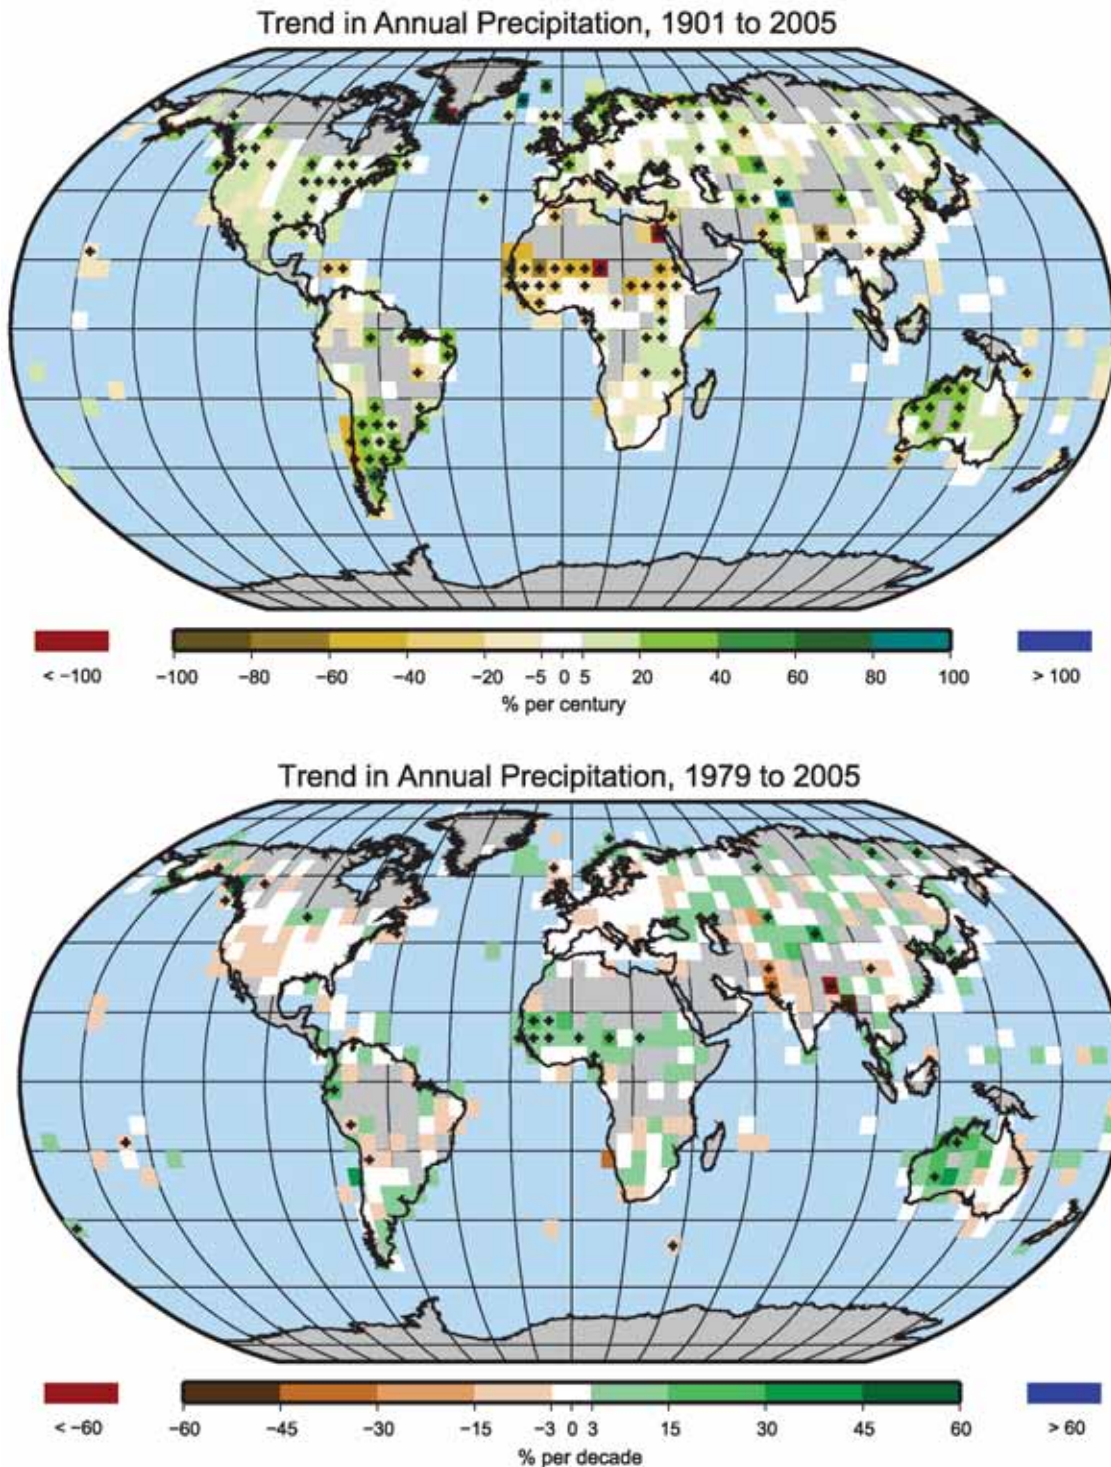 Trend in Annual Precipitation, 1901 to 2005
< −100 −100 −80 −60 −40 −20 −5 0 5 20 40 60 80 100 > 100
% per century
Trend in Annual Precipitation, 1979 to 2005
< −60 −60 −45 −30 −15 −3 0 3 15 30 45 60 > 60
% per decade